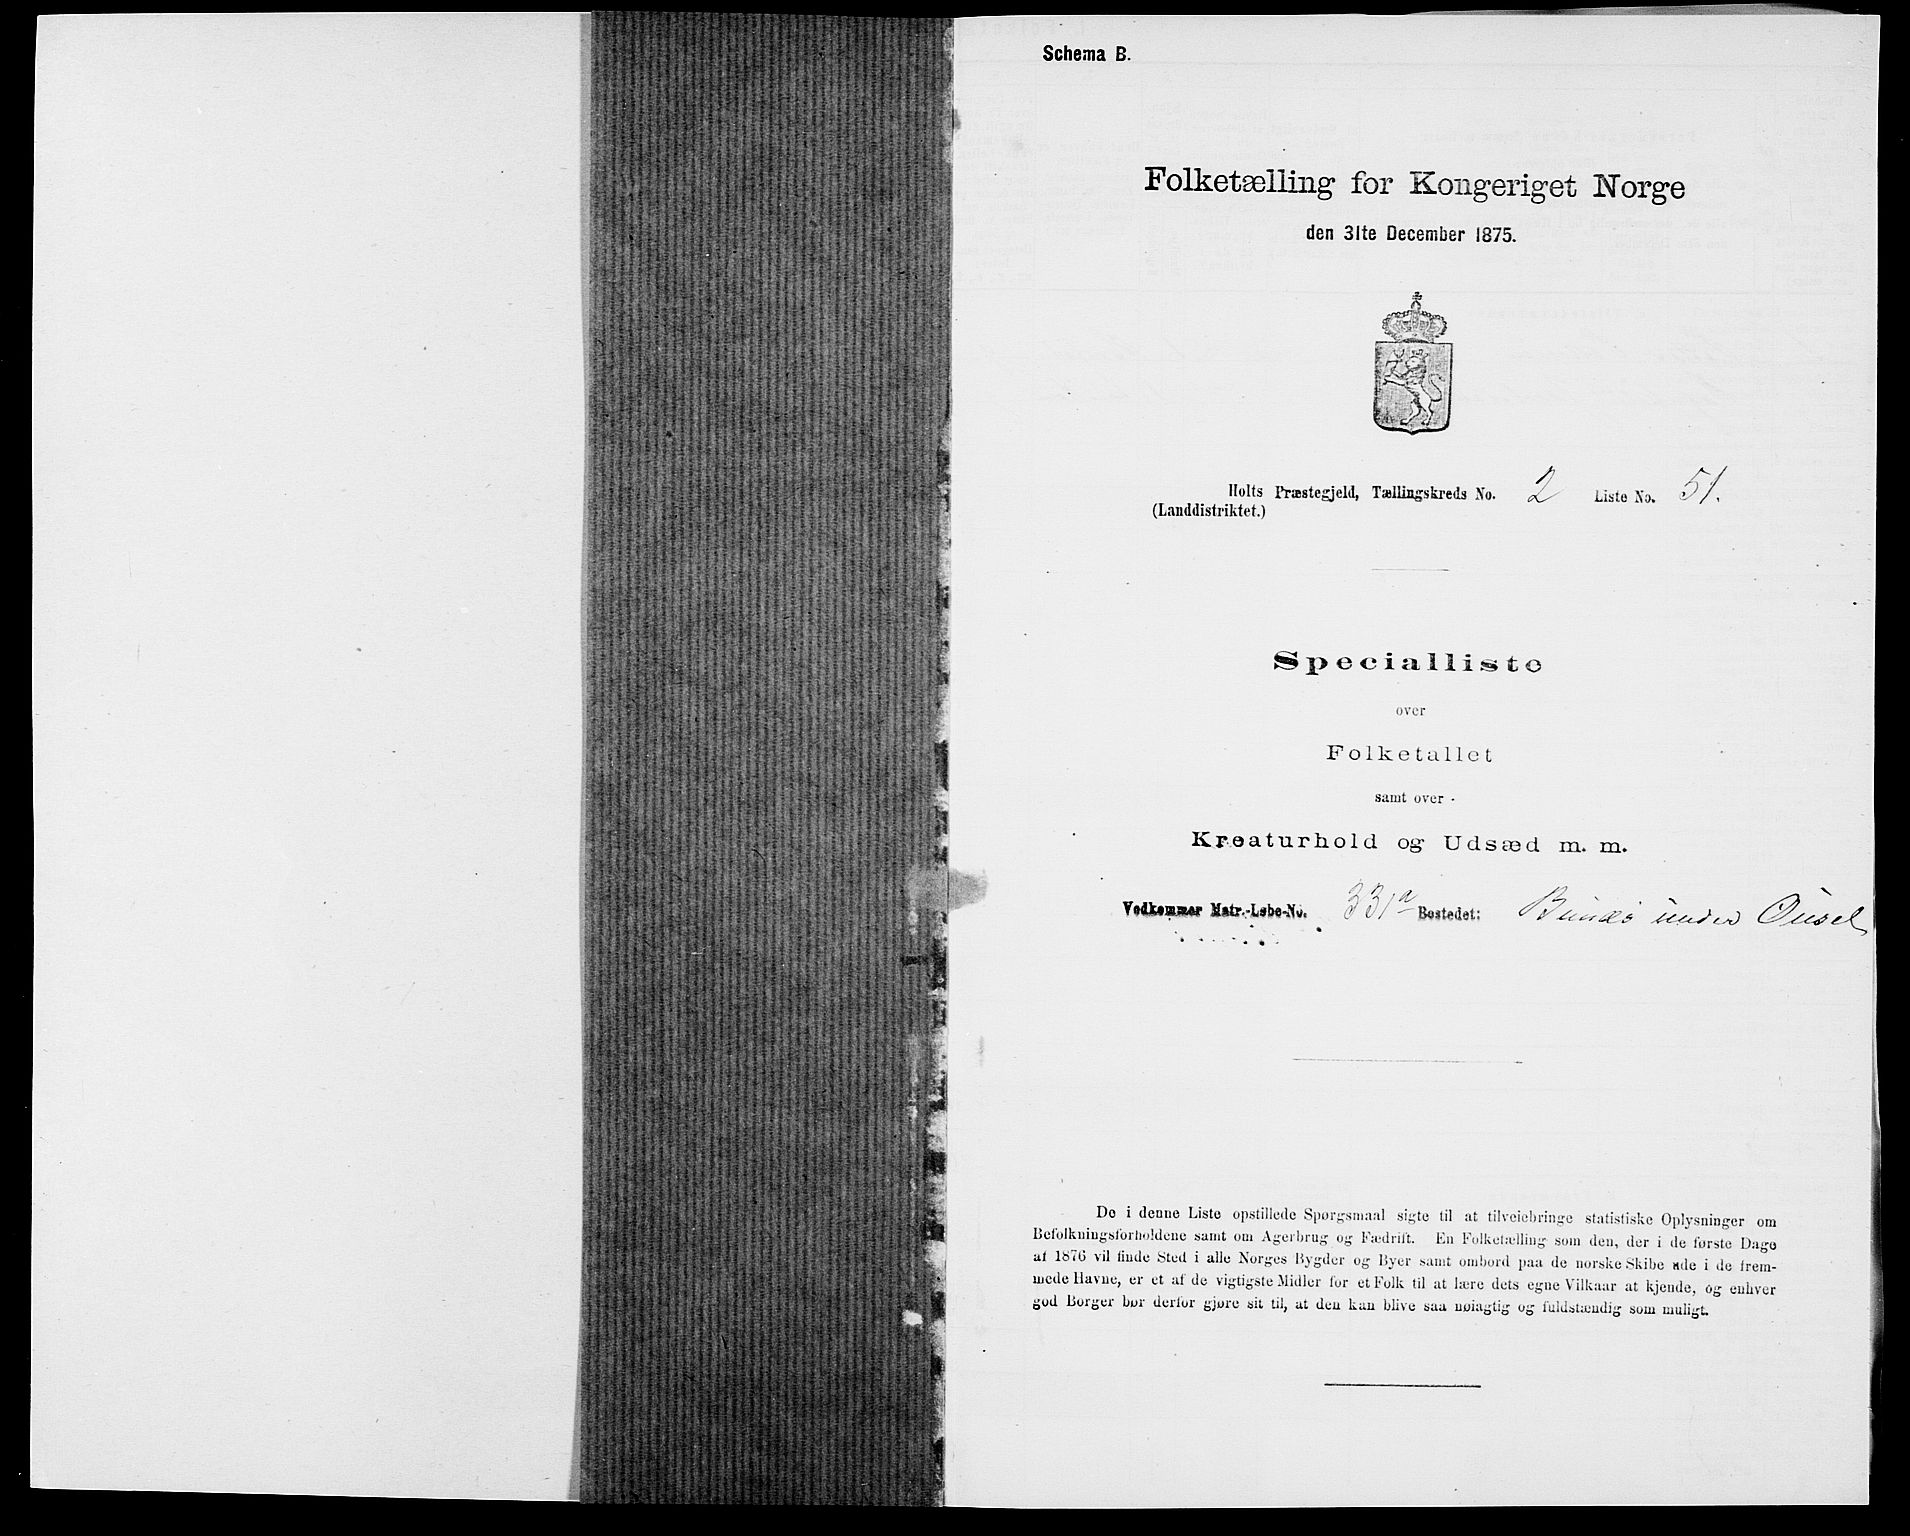 Schema B.
Folketælling for Kongeriget Norge
den 31te December 1875.
Holts Præstegjeld, Tællingskreds No. 2 Liste No. 51.
(Landdistriktet.)
Specialliste
over
Folketallet
samt over
Kreaturhold og Udsæd m. m.
Vedkommer Matr.-Løbe-No. 331a Bostedet: Bunæs under Ousel
De i denne Liste opstillede Spørgsmaal sigte til at tilveiebringe statistiske Oplysninger om
Befolkningsforholdene samt om Agerbrug og Fædrift. En Folketælling som den, der i de første Dage
af 1876 vil finde Sted i alle Norges Bygder og Byer samt ombord paa de norske Skibe ude i de frem-
mede Havne, er et af de vigtigste Midler for et Folk til at lære dets egne Vilkaar at kjende, og enhver
god Borger bør derfor gjøre sit til, at den kan blive saa nøiagtig og fuldstændig som muligt.